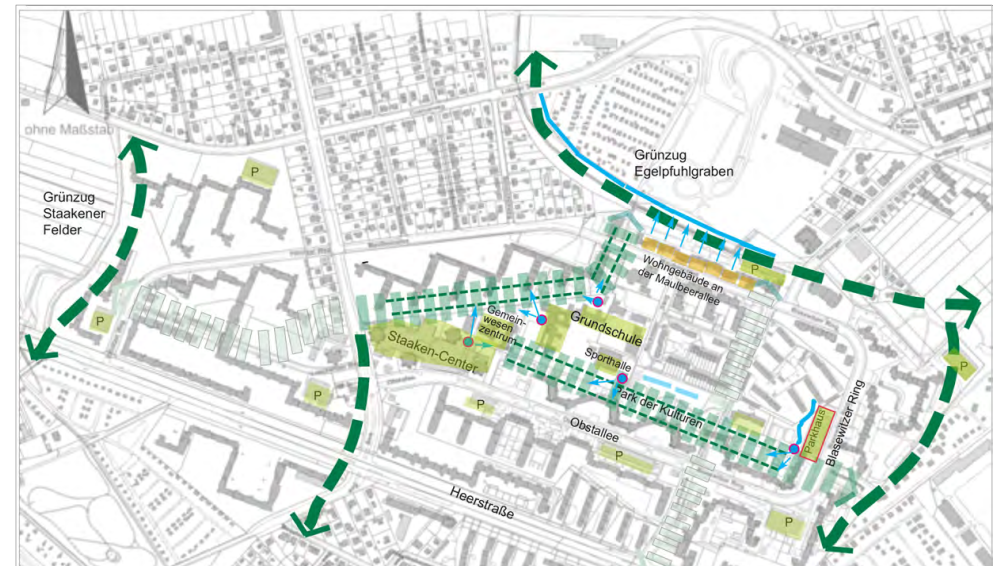 ohne Maßstab
Grünzug
Staakener
Felder
P
Grünzug
Egelpfuhlgraben
Wohngebäude an
der Maulbeerallee
P
P
P
Gemein-
wesen
zentrum
Grundschule
Staaken-Center
Sporthalle
Park der Kulturen
P
P
P
Obstallee
P
Parkhaus
Blasewitzer Ring
Heerstraße
P